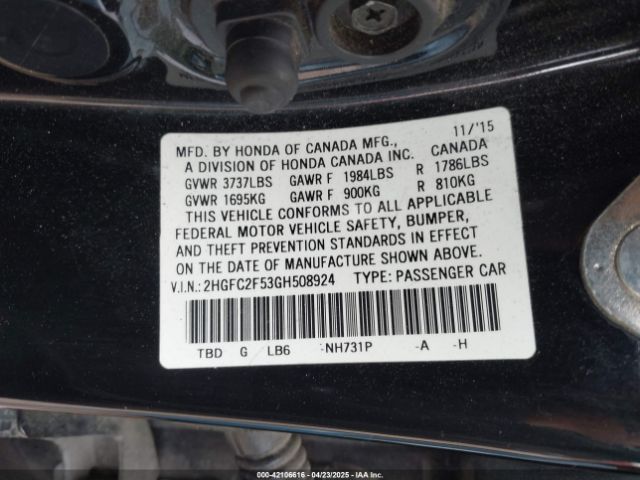 11/'15
MFD. BY HONDA OF CANADA MFG., CANADA
A DIVISION OF HONDA CANADA INC.
GVWR 3737LBS GAWR F 1984LBS R 1786LBS
GVWR 1695KG GAWR F 900KG R 810KG
THIS VEHICLE CONFORMS TO ALL APPLICABLE
FEDERAL MOTOR VEHICLE SAFETY, BUMPER,
AND THEFT PREVENTION STANDARDS IN EFFECT
ON THE DATE OF MANUFACTURE SHOWN ABOVE.
V.I.N.: 2HGFC2F53GH508924 TYPE: PASSENGER CAR
TBD G LB6 -NH731P -A -H
000-42106616 - 04/23/2025 - IAA Inc.